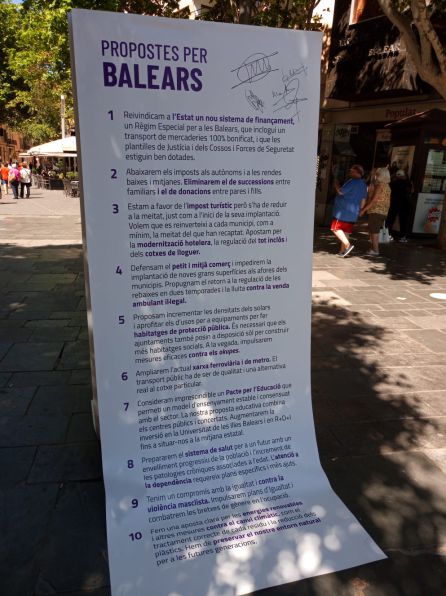 PROPOSTES PER
BALEARS
1 Reivindicam a l'Estat un nou sistema de finançament,
un Règim Especial per a les Balears, que inclogui un
transport de mercaderies 100% bonificat, i que les
plantilles de Justícia i dels Cossos i Forces de Seguretat
estiguin ben dotades.
2 Abaixarem els imposts als autònoms i a les rendes
baixes i mitjanes. Eliminarem el de succesions entre
familiars i el de donacions entre pares i fills.
3 Estam a favor de l'impost turístic però s'ha de reduir
a la meitat, just com a l'inici de la seva implantació.
Volem que es reinverteixi a cada municipi, com a
mínim, la meitat del que han recaptat. Apostam per
la modernització hotelera, la regulació del tot inclòs i
dels cotxes de lloguer.
4 Defensam el petit i mitjà comerç i impedirem la
implantació de noves grans superfícies als afores dels
municipis. Propugnam el retorn a la regulació de les
rebaixes en dues temporades i la lluita contra la venda
ambulant il·legal.
5 Proposam incrementar les densitats dels solars
i aprofitar els d'usos per a equipaments per fer
habitatges de protecció pública. És necessari que els
ajuntaments també posin a disposició sòl per construir
més habitatges socials. A la vegada, impulsarem
mesures eficaces contra els okupes.
6 Ampliarem l'actual xarxa ferroviària i de metro. El
transport públic ha de ser de qualitat i una alternativa
real al cotxe particular.
7 Consideram imprescindible un Pacte per l'Educació que
permeti un model d'ensenyament estable i consensuat
amb el sector. La nostra proposta educativa combina
els centres públics i concertats. Augmentarem la
inversió en la Universitat de les Illes Balears i en R+D+I
fins a situar-nos a la mitjana estatal.
8 Prepararem el sistema de salut per a un futur amb un
envelliment progressiu de la població i l'increment de
les patologies cròniques associades a l'edat. L'atenció a
la dependència requereix plans específics i més ajuts.
9 Tenim un compromís amb la igualtat i contra la
violència masclista. Impulsarem plans d'igualtat i
combatrem les bretxes de gènere en l'ocupació.
10 Fem una aposta clara per les energies renovables
i altres mesures contra el canvi climàtic, com el
tractament correcte de cada residu i la reducció dels
plàstics. Hem de preservar el nostre entorn natural
per a les futures generacions.
BALEAR
Popular